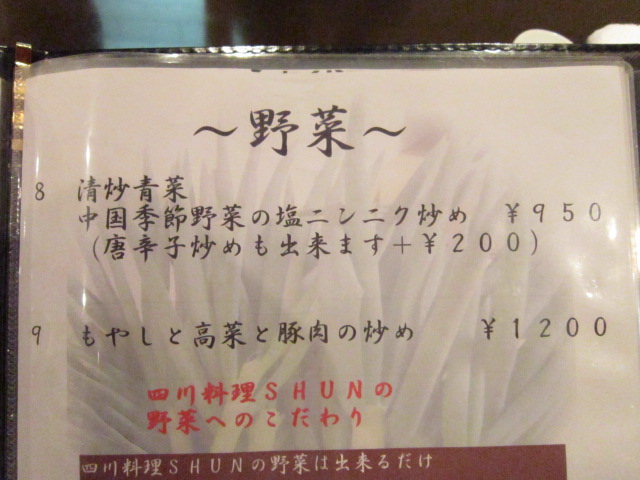 ～野菜～
8 清炒青菜
中国季節野菜の塩ニンニク炒め ￥950
(唐辛子炒めも出来ます＋￥200)
9 もやしと高菜と豚肉の炒め ￥1200
四川料理ＳＨＵＮの
野菜へのこだわり
四川料理ＳＨＵＮの野菜は出来るだけ